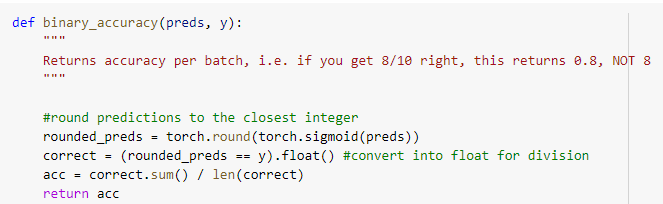 def binary_accuracy(preds, y):
    """
    Returns accuracy per batch, i.e. if you get 8/10 right, this returns 0.8, NOT 8
    """
    #round predictions to the closest integer
    rounded_preds = torch.round(torch.sigmoid(preds))
    correct = (rounded_preds == y).float() #convert into float for division
    acc = correct.sum() / len(correct)
    return acc